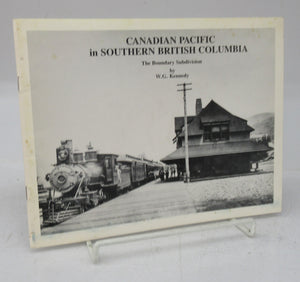 CANADIAN PACIFIC
in SOUTHERN BRITISH COLUMBIA
The Boundary Subdivision
by
W.G. Kennedy